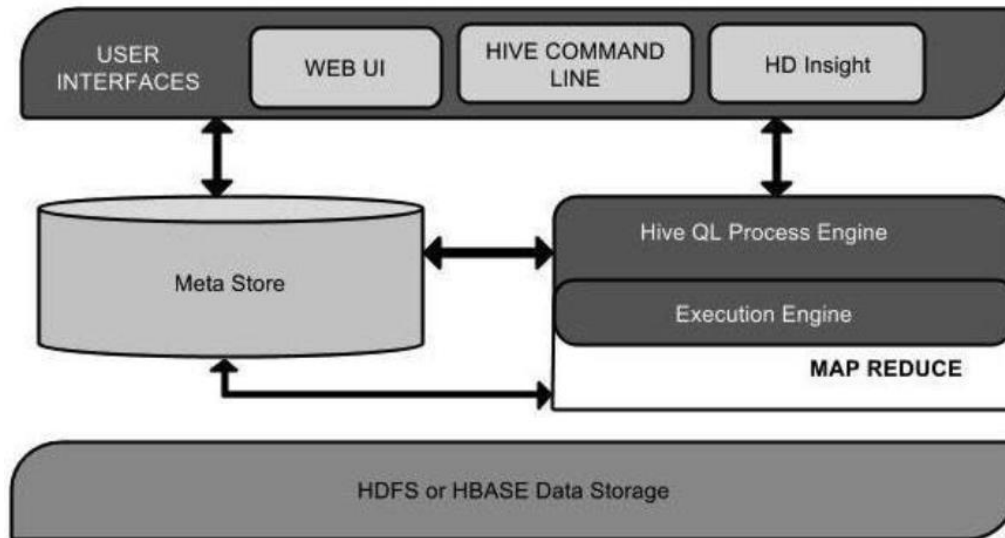 USER
INTERFACES
WEB UI
HIVE COMMAND
LINE
HD Insight
Meta Store
Hive QL Process Engine
Execution Engine
MAP REDUCE
HDFS or HBASE Data Storage